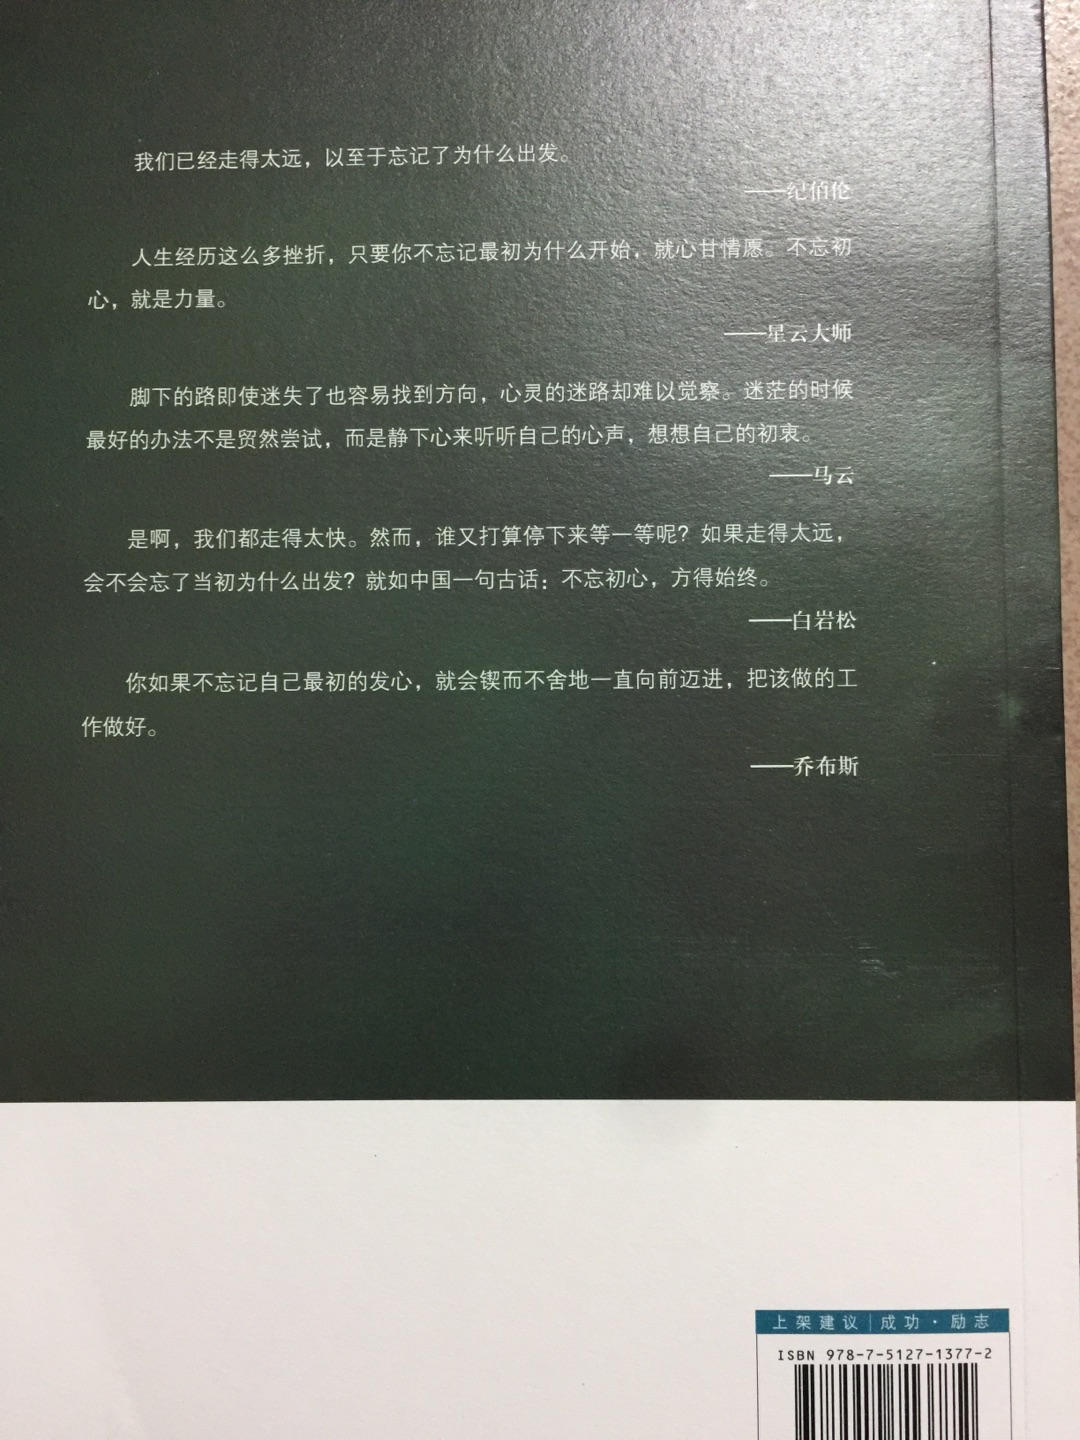 我们已经走得太远，以至于忘记了为什么出发。
——纪伯伦
人生经历这么多挫折，只要你不忘记最初为什么开始，就心甘情愿。不忘初
心，就是力量。
——星云大师
脚下的路即使迷失了也容易找到方向，心灵的迷路却难以觉察。迷茫的时候
最好的办法不是贸然尝试，而是静下心来听听自己的心声，想想自己的初衷。
——马云
是啊，我们都走得太快。然而，谁又打算停下来等一等呢？如果走得太远，
会不会忘了当初为什么出发？就如中国一句古话：不忘初心，方得始终。
——白岩松
你如果不忘记自己最初的发心，就会锲而不舍地一直向前迈进，把该做的工
作做好。
——乔布斯
上架建议|成功·励志
ISBN 978-7-5127-1377-2